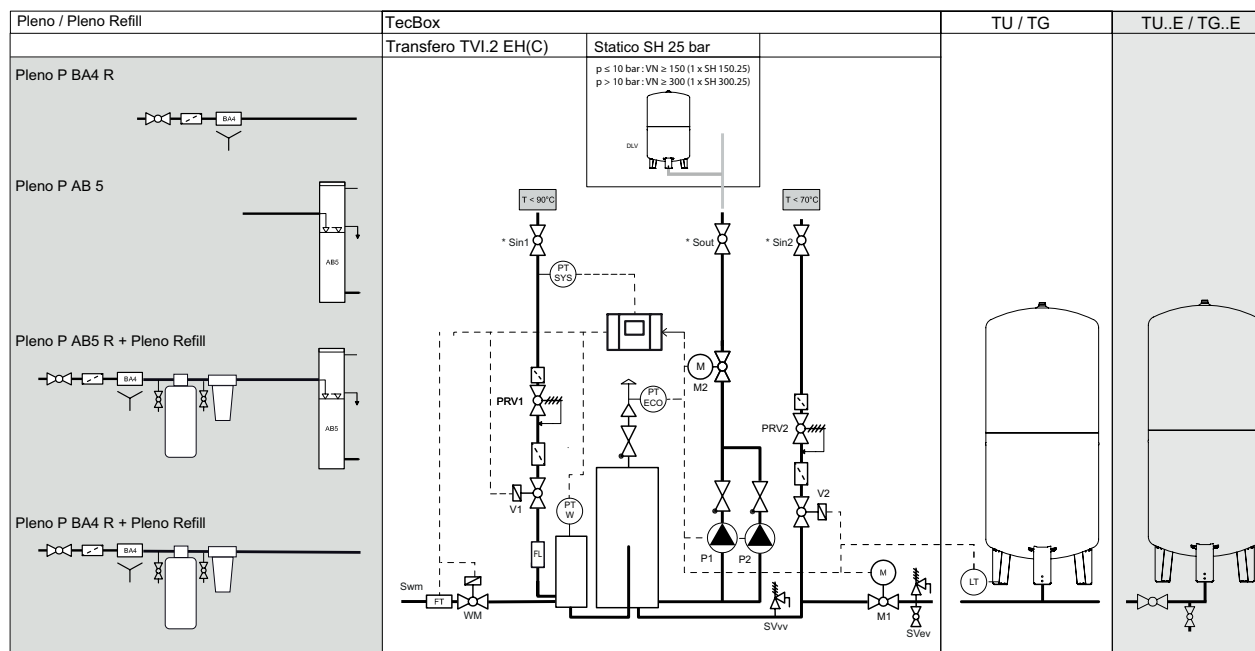 Pleno / Pleno Refill
TecBox
TU / TG
TU..E / TG..E
Transfero TVI.2 EH(C)
Statico SH 25 bar
p ≤ 10 bar : VN ≥ 150 (1 x SH 150.25)
p > 10 bar : VN ≥ 300 (1 x SH 300.25)
DLV
Pleno P BA4 R
BA4
Pleno P AB 5
AB5
Pleno P AB5 R + Pleno Refill
BA4
AB5
Pleno P BA4 R + Pleno Refill
BA4
T < 90°C
T < 70°C
* Sin1
* Sout
* Sin2
PT
SYS
M
M2
PRV1
PT
ECO
PRV2
V1
PT
W
V2
FL
P1
P2
M
LT
Swm
FT
WM
SVvv
M1
SVev